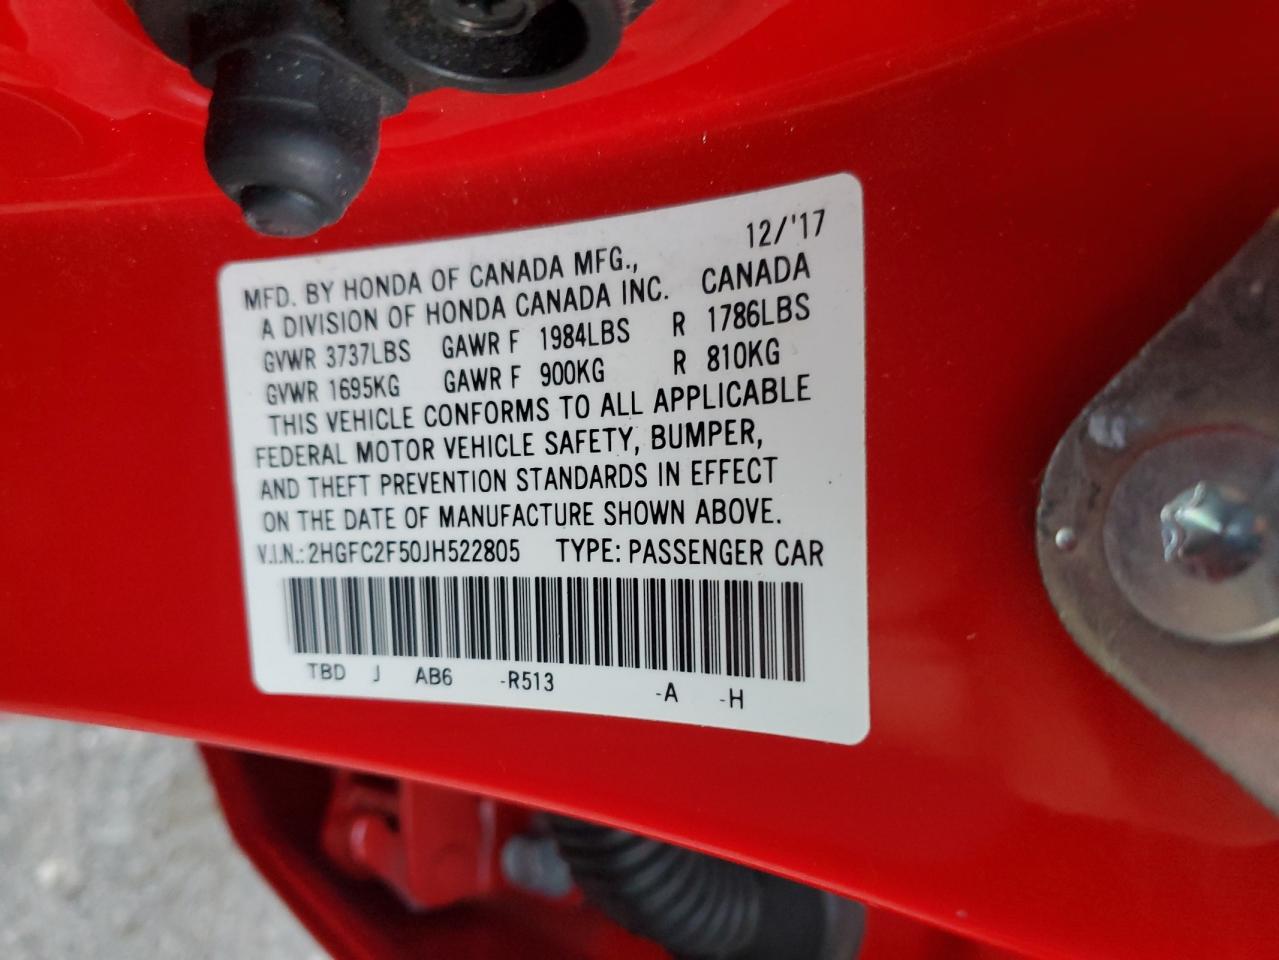 12/'17
MFD. BY HONDA OF CANADA MFG.,
A DIVISION OF HONDA CANADA INC. CANADA
GVWR 3737LBS GAWR F 1984LBS R 1786LBS
GVWR 1695KG GAWR F 900KG R 810KG
THIS VEHICLE CONFORMS TO ALL APPLICABLE
FEDERAL MOTOR VEHICLE SAFETY, BUMPER,
AND THEFT PREVENTION STANDARDS IN EFFECT
ON THE DATE OF MANUFACTURE SHOWN ABOVE.
V.I.N.: 2HGFC2F50JH522805 TYPE: PASSENGER CAR
TBD J AB6 -R513 -A -H